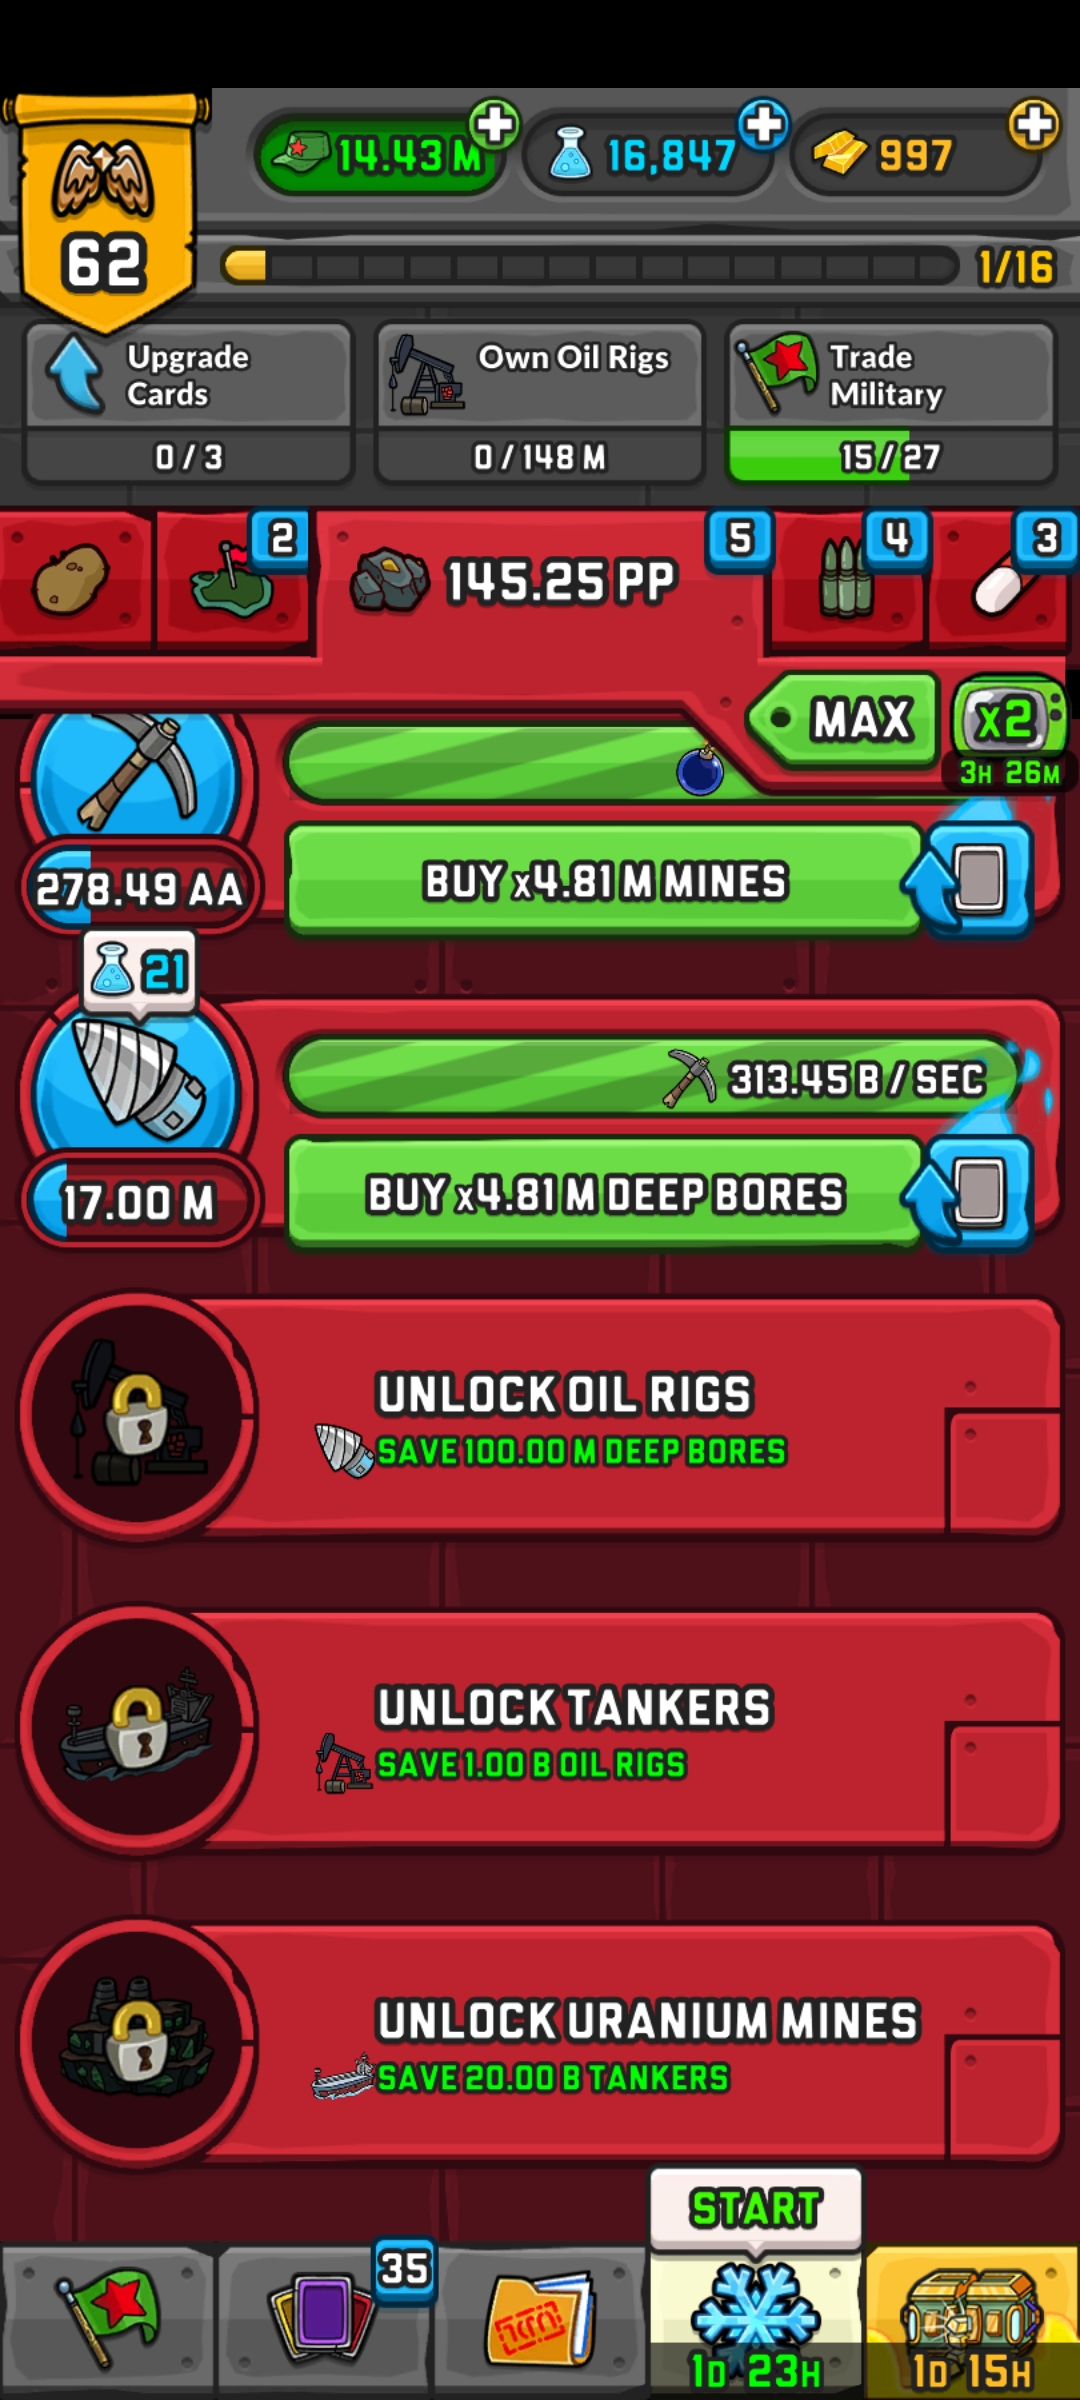 14.43 M
16,847
997
62
1/16
Upgrade
Cards
0 / 3
Own Oil Rigs
0 / 148 M
Trade
Military
15 / 27
2
145.25 PP
5
4
3
MAX
x2
3H 26M
278.49 AA
BUY x4.81 M MINES
21
313.45 B / SEC
17.00 M
BUY x4.81 M DEEP BORES
UNLOCK OIL RIGS
SAVE 100.00 M DEEP BORES
UNLOCK TANKERS
SAVE 1.00 B OIL RIGS
UNLOCK URANIUM MINES
SAVE 20.00 B TANKERS
START
35
1D 23H
1D 15H